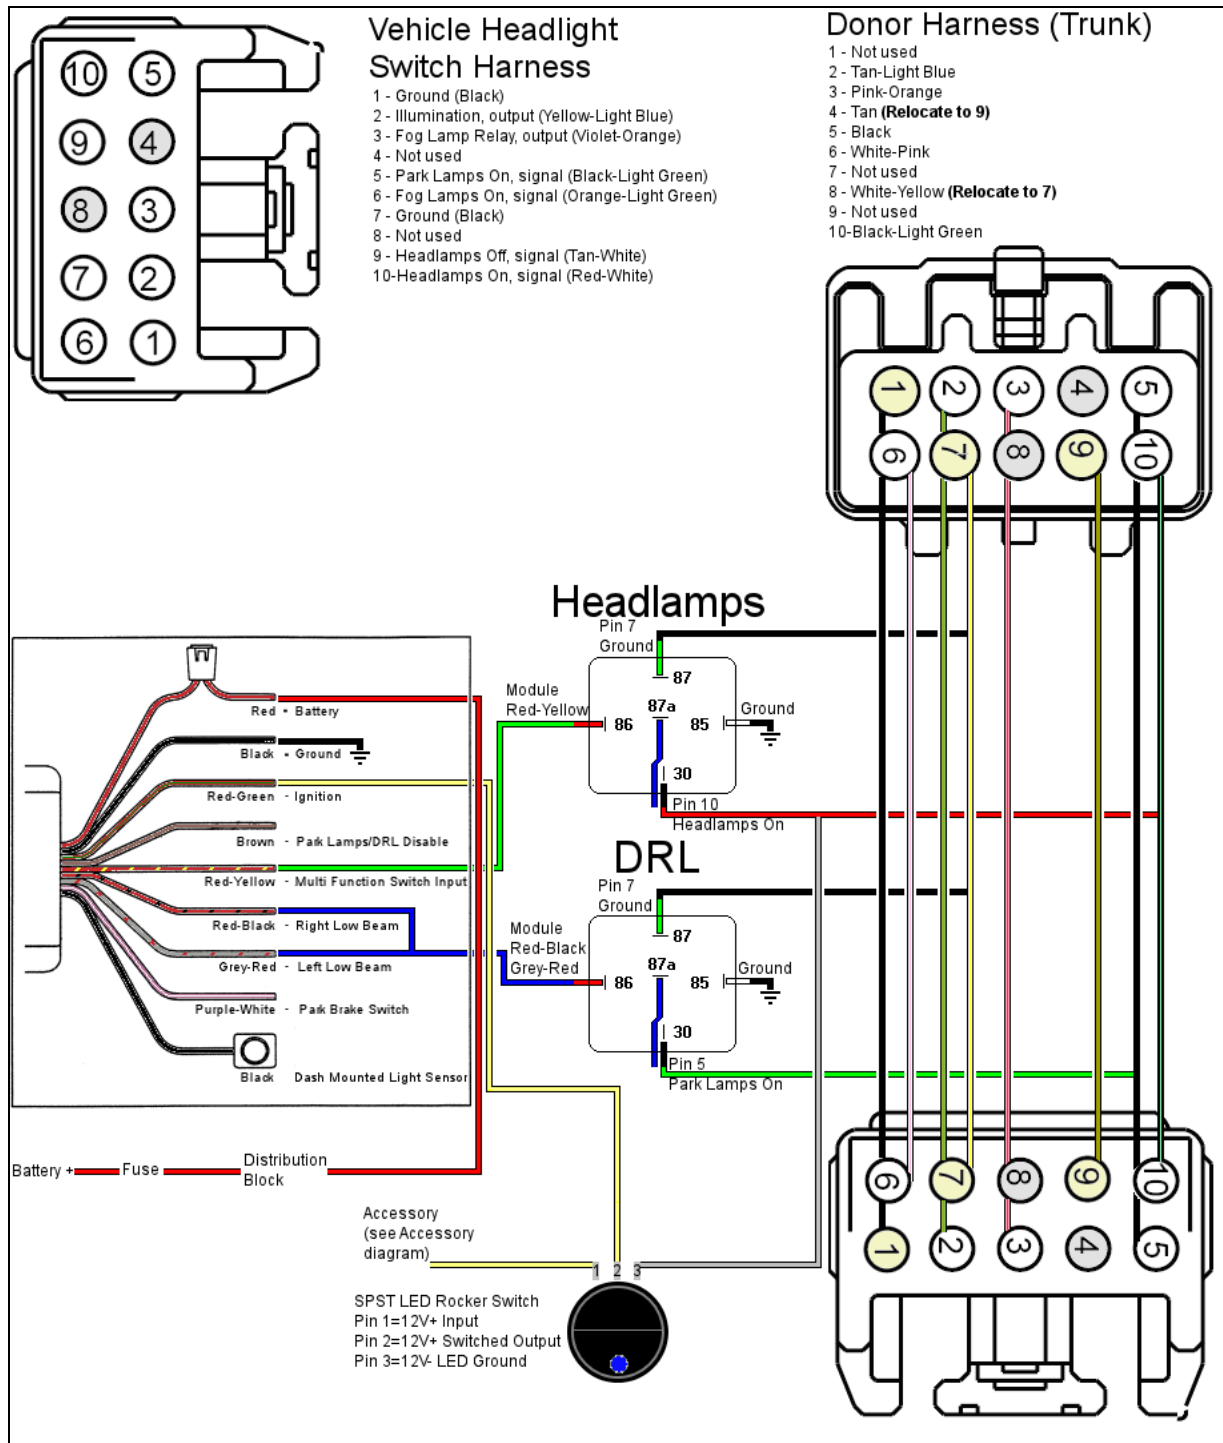 Vehicle Headlight
Switch Harness
1 - Ground (Black)
2 - Illumination, output (Yellow-Light Blue)
3 - Fog Lamp Relay, output (Violet-Orange)
4 - Not used
5 - Park Lamps On, signal (Black-Light Green)
6 - Fog Lamps On, signal (Orange-Light Green)
7 - Ground (Black)
8 - Not used
9 - Headlamps Off, signal (Tan-White)
10-Headlamps On, signal (Red-White)
10 5
9 4
8 3
7 2
6 1
Donor Harness (Trunk)
1 - Not used
2 - Tan-Light Blue
3 - Pink-Orange
4 - Tan (Relocate to 9)
5 - Black
6 - White-Pink
7 - Not used
8 - White-Yellow (Relocate to 7)
9 - Not used
10-Black-Light Green
1 2 3 4 5
6 7 8 9 10
Headlamps
Pin 7
Ground
87
Module
Red-Yellow
87a
86
85
Ground
30
Pin 10
Headlamps On
DRL
Pin 7
Ground
87
Module
Red-Black
Grey-Red
87a
86
85
Ground
30
Pin 5
Park Lamps On
Red - Battery
Black - Ground
Red-Green - Ignition
Brown - Park Lamps/DRL Disable
Red-Yellow - Multi Function Switch Input
Red-Black - Right Low Beam
Grey-Red - Left Low Beam
Purple-White - Park Brake Switch
Black Dash Mounted Light Sensor
Battery + Fuse Distribution
Block
Accessory
(see Accessory
diagram)
1 2 3
SPST LED Rocker Switch
Pin 1=12V+ Input
Pin 2=12V+ Switched Output
Pin 3=12V- LED Ground
6 7 8 9 10
1 2 3 4 5